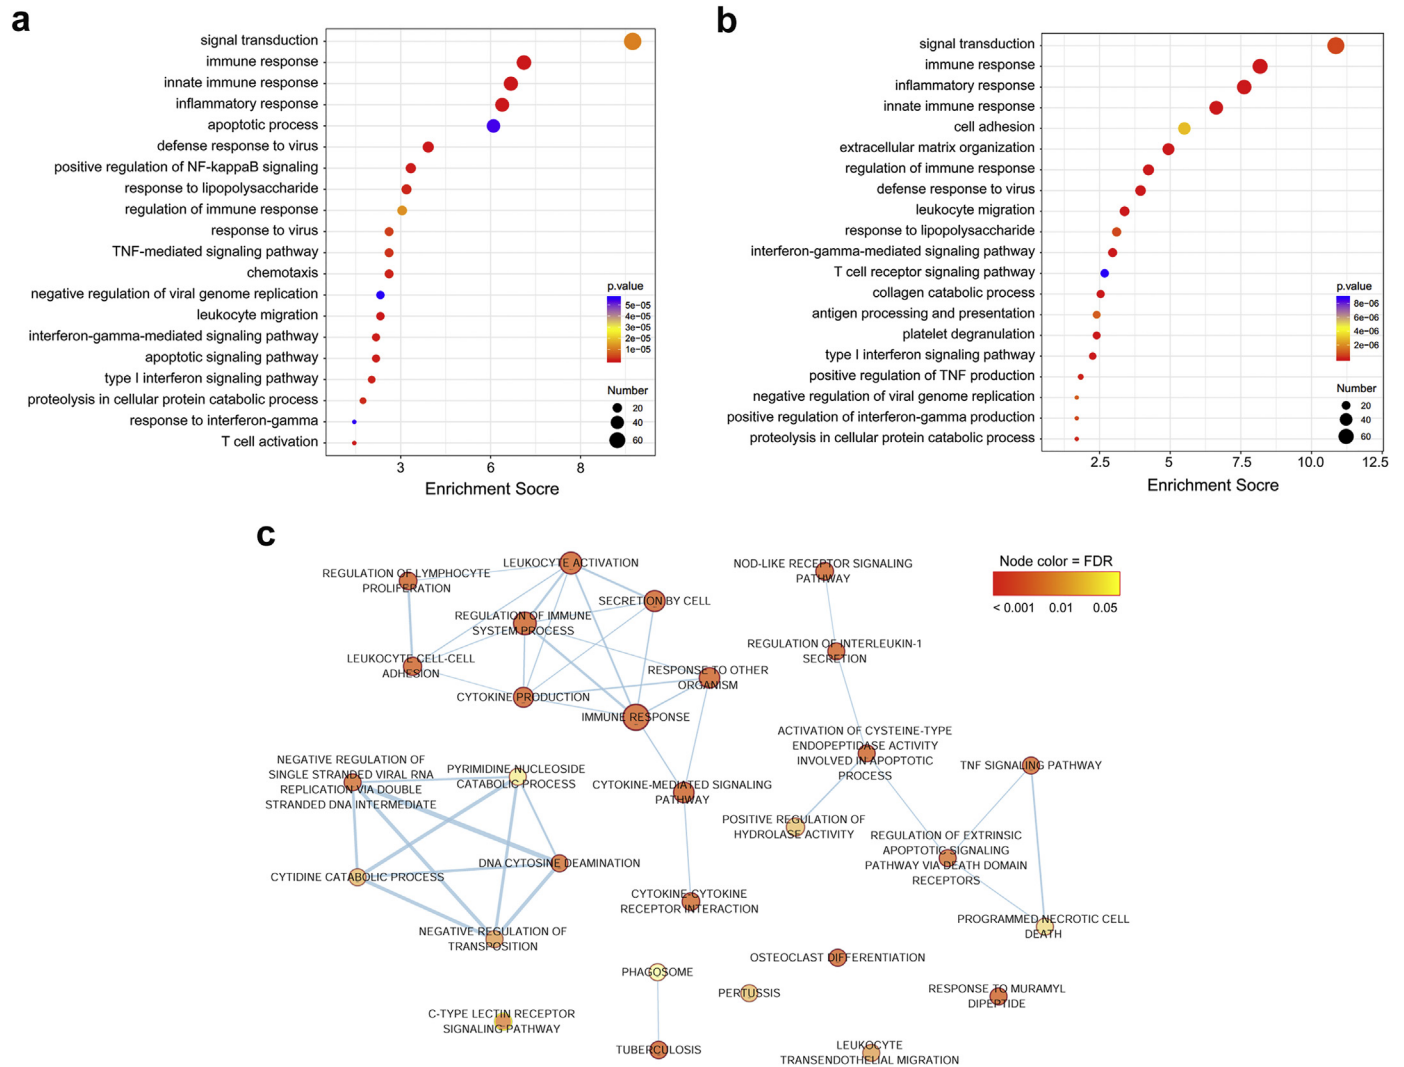 a
signal transduction
immune response
innate immune response
inflammatory response
apoptotic process
defense response to virus
positive regulation of NF-kappaB signaling
response to lipopolysaccharide
regulation of immune response
response to virus
TNF-mediated signaling pathway
chemotaxis
negative regulation of viral genome replication
leukocyte migration
interferon-gamma-mediated signaling pathway
apoptotic signaling pathway
type I interferon signaling pathway
proteolysis in cellular protein catabolic process
response to interferon-gamma
T cell activation
p.value
5e-05
4e-05
3e-05
2e-05
1e-05
Number
20
40
60
3
6
8
Enrichment Socre
b
signal transduction
immune response
inflammatory response
innate immune response
cell adhesion
extracellular matrix organization
regulation of immune response
defense response to virus
leukocyte migration
response to lipopolysaccharide
interferon-gamma-mediated signaling pathway
T cell receptor signaling pathway
collagen catabolic process
antigen processing and presentation
platelet degranulation
type I interferon signaling pathway
positive regulation of TNF production
negative regulation of viral genome replication
positive regulation of interferon-gamma production
proteolysis in cellular protein catabolic process
p.value
8e-06
6e-06
4e-06
2e-06
Number
20
40
60
2.5
5
7.5
10.0
12.5
Enrichment Socre
c
LEUKOCYTE ACTIVATION
REGULATION OF LYMPHOCYTE
PROLIFERATION
SECRETION BY CELL
REGULATION OF IMMUNE
SYSTEM PROCESS
LEUKOCYTE CELL-CELL
ADHESION
RESPONSE TO OTHER
ORGANISM
CYTOKINE PRODUCTION
IMMUNE RESPONSE
NOD-LIKE RECEPTOR SIGNALING
PATHWAY
REGULATION OF INTERLEUKIN-1
SECRETION
Node color = FDR
< 0.001
0.01
0.05
ACTIVATION OF CYSTEINE-TYPE
ENDOPEPTIDASE ACTIVITY
INVOLVED IN APOPTOTIC
PROCESS
TNF SIGNALING PATHWAY
NEGATIVE REGULATION OF
SINGLE STRANDED VIRAL RNA
REPLICATION VIA DOUBLE
STRANDED DNA INTERMEDIATE
PYRIMIDINE NUCLEOSIDE
CATABOLIC PROCESS
CYTOKINE-MEDIATED SIGNALING
PATHWAY
POSITIVE REGULATION OF
HYDROLASE ACTIVITY
REGULATION OF EXTRINSIC
APOPTOTIC SIGNALING
PATHWAY VIA DEATH DOMAIN
RECEPTORS
DNA CYTOSINE DEAMINATION
CYTIDINE CATABOLIC PROCESS
CYTOKINE-CYTOKINE
RECEPTOR INTERACTION
PROGRAMMED NECROTIC CELL
DEATH
NEGATIVE REGULATION OF
TRANSPOSITION
OSTEOCLAST DIFFERENTIATION
PHAGOSOME
PERTUSSIS
RESPONSE TO MURAMYL
DIPEPTIDE
C-TYPE LECTIN RECEPTOR
SIGNALING PATHWAY
TUBERCULOSIS
LEUKOCYTE
TRANSENDOTHELIAL MIGRATION